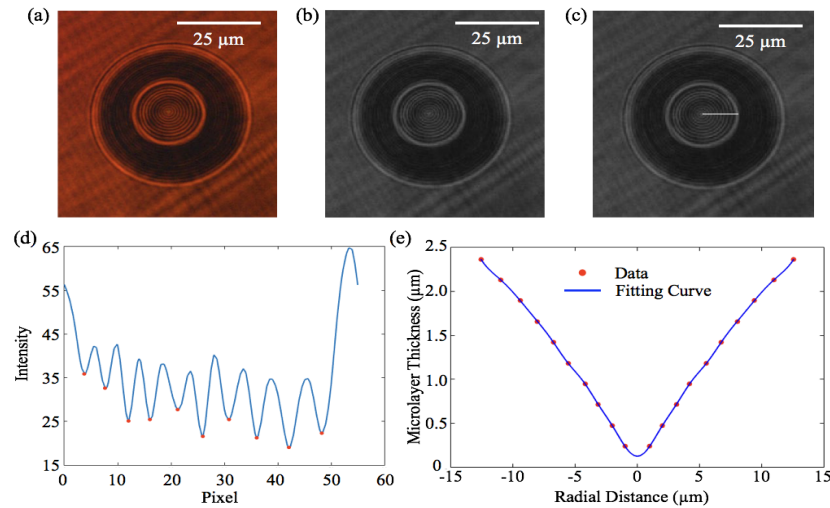 (a)
25 µm
(b)
25 µm
(c)
25 µm
(d)
65
55
45
35
25
15
Intensity
0
10
20
30
40
50
60
Pixel
(e)
2.5
2.0
1.5
1.0
0.5
0
Microlayer Thickness (µm)
Data
Fitting Curve
-15
-10
-5
0
5
10
15
Radial Distance (µm)